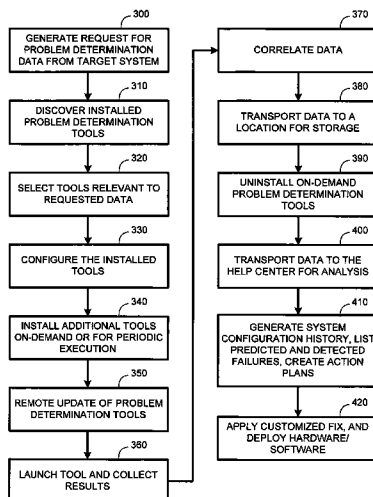 300
GENERATE REQUEST FOR
PROBLEM DETERMINATION
DATA FROM TARGET SYSTEM
310
DISCOVER INSTALLED
PROBLEM DETERMINATION
TOOLS
320
SELECT TOOLS RELEVANT TO
REQUESTED DATA
330
CONFIGURE THE INSTALLED
TOOLS
340
INSTALL ADDITIONAL TOOLS
ON-DEMAND OR FOR PERIODIC
EXECUTION
350
REMOTE UPDATE OF PROBLEM
DETERMINATION TOOLS
360
LAUNCH TOOL AND COLLECT
RESULTS
370
CORRELATE DATA
380
TRANSPORT DATA TO A
LOCATION FOR STORAGE
390
UNINSTALL ON-DEMAND
PROBLEM DETERMINATION
TOOLS
400
TRANSPORT DATA TO THE
HELP CENTER FOR ANALYSIS
410
GENERATE SYSTEM
CONFIGURATION HISTORY, LIST
PREDICTED AND DETECTED
FAILURES, CREATE ACTION
PLANS
420
APPLY CUSTOMIZED FIX, AND
DEPLOY HARDWARE/
SOFTWARE